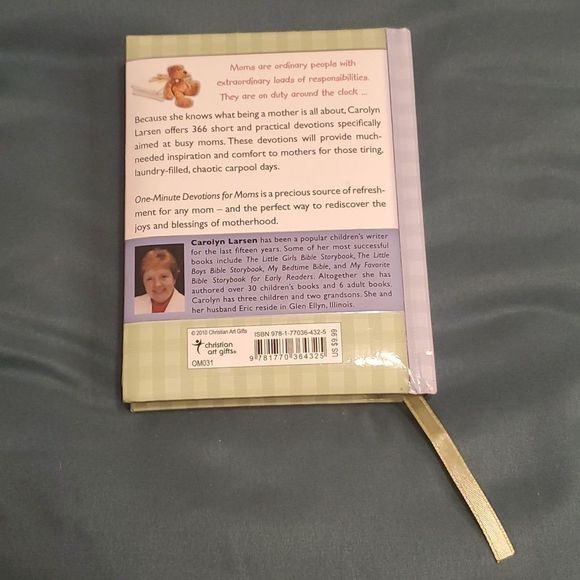 Moms are ordinary people with
extraordinary loads of responsibilities.
They are on duty around the clock ...
Because she knows what being a mother is all about, Carolyn
Larsen offers 366 short and practical devotions specifically
aimed at busy moms. These devotions will provide much-
needed inspiration and comfort to mothers for those tiring,
laundry-filled, chaotic carpool days.
One-Minute Devotions for Moms is a precious source of refresh-
ment for any mom – and the perfect way to rediscover the
joys and blessings of motherhood.
Carolyn Larsen has been a popular children's writer
for the last fifteen years. Some of her most successful
books include The Little Girls Bible Storybook, The Little
Boys Bible Storybook, My Bedtime Bible, and My Favorite
Bible Storybook for Early Readers. Altogether she has
authored over 30 children's books and 6 adult books.
Carolyn has three children and two grandsons. She and
her husband Eric reside in Glen Ellyn, Illinois.
© 2010 Christian Art Gifts
christian
art gifts®
OM031
ISBN 978-1-77036-432-5
9 781770 364325
US $9.99